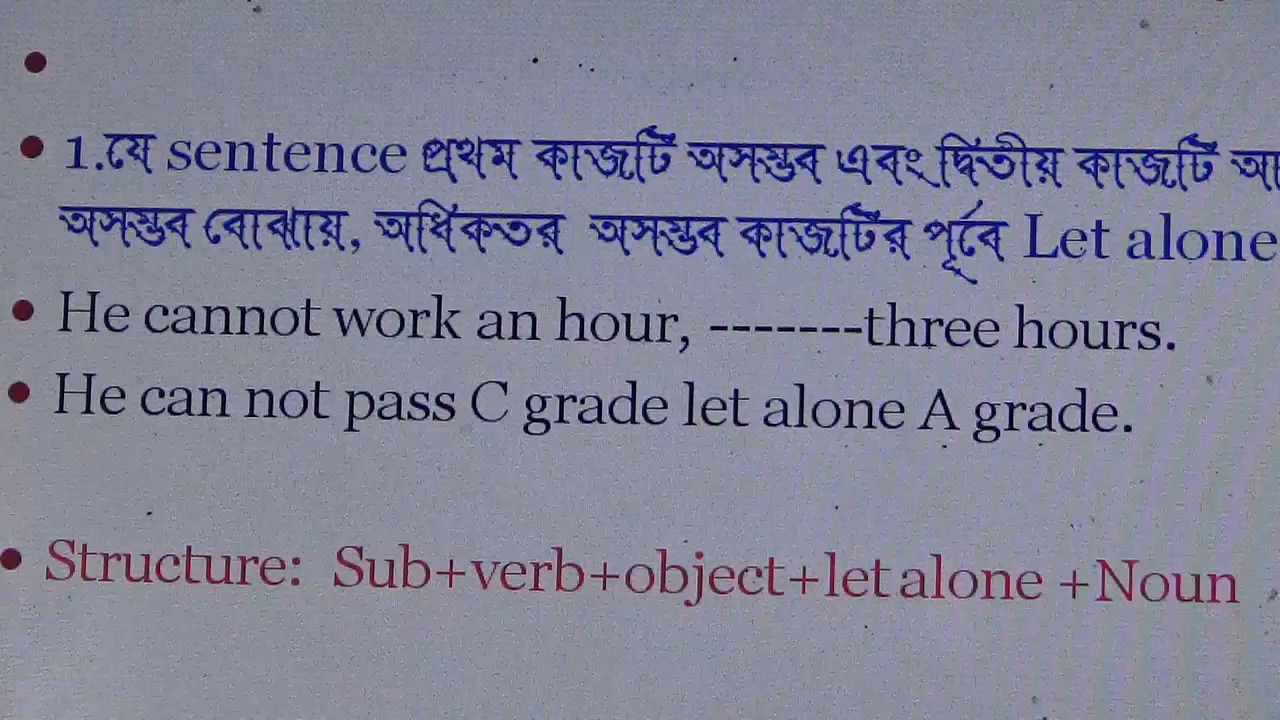 1.যে sentence প্রথম কাজটি অসম্ভব এবং দ্বিতীয় কাজটি
অসম্ভব বোঝায়, অধিকতর অসম্ভব কাজটির পূর্বে Let alone
He cannot work an hour, -------three hours.
He can not pass C grade let alone A grade.
Structure: Sub+verb+object+let alone +Noun